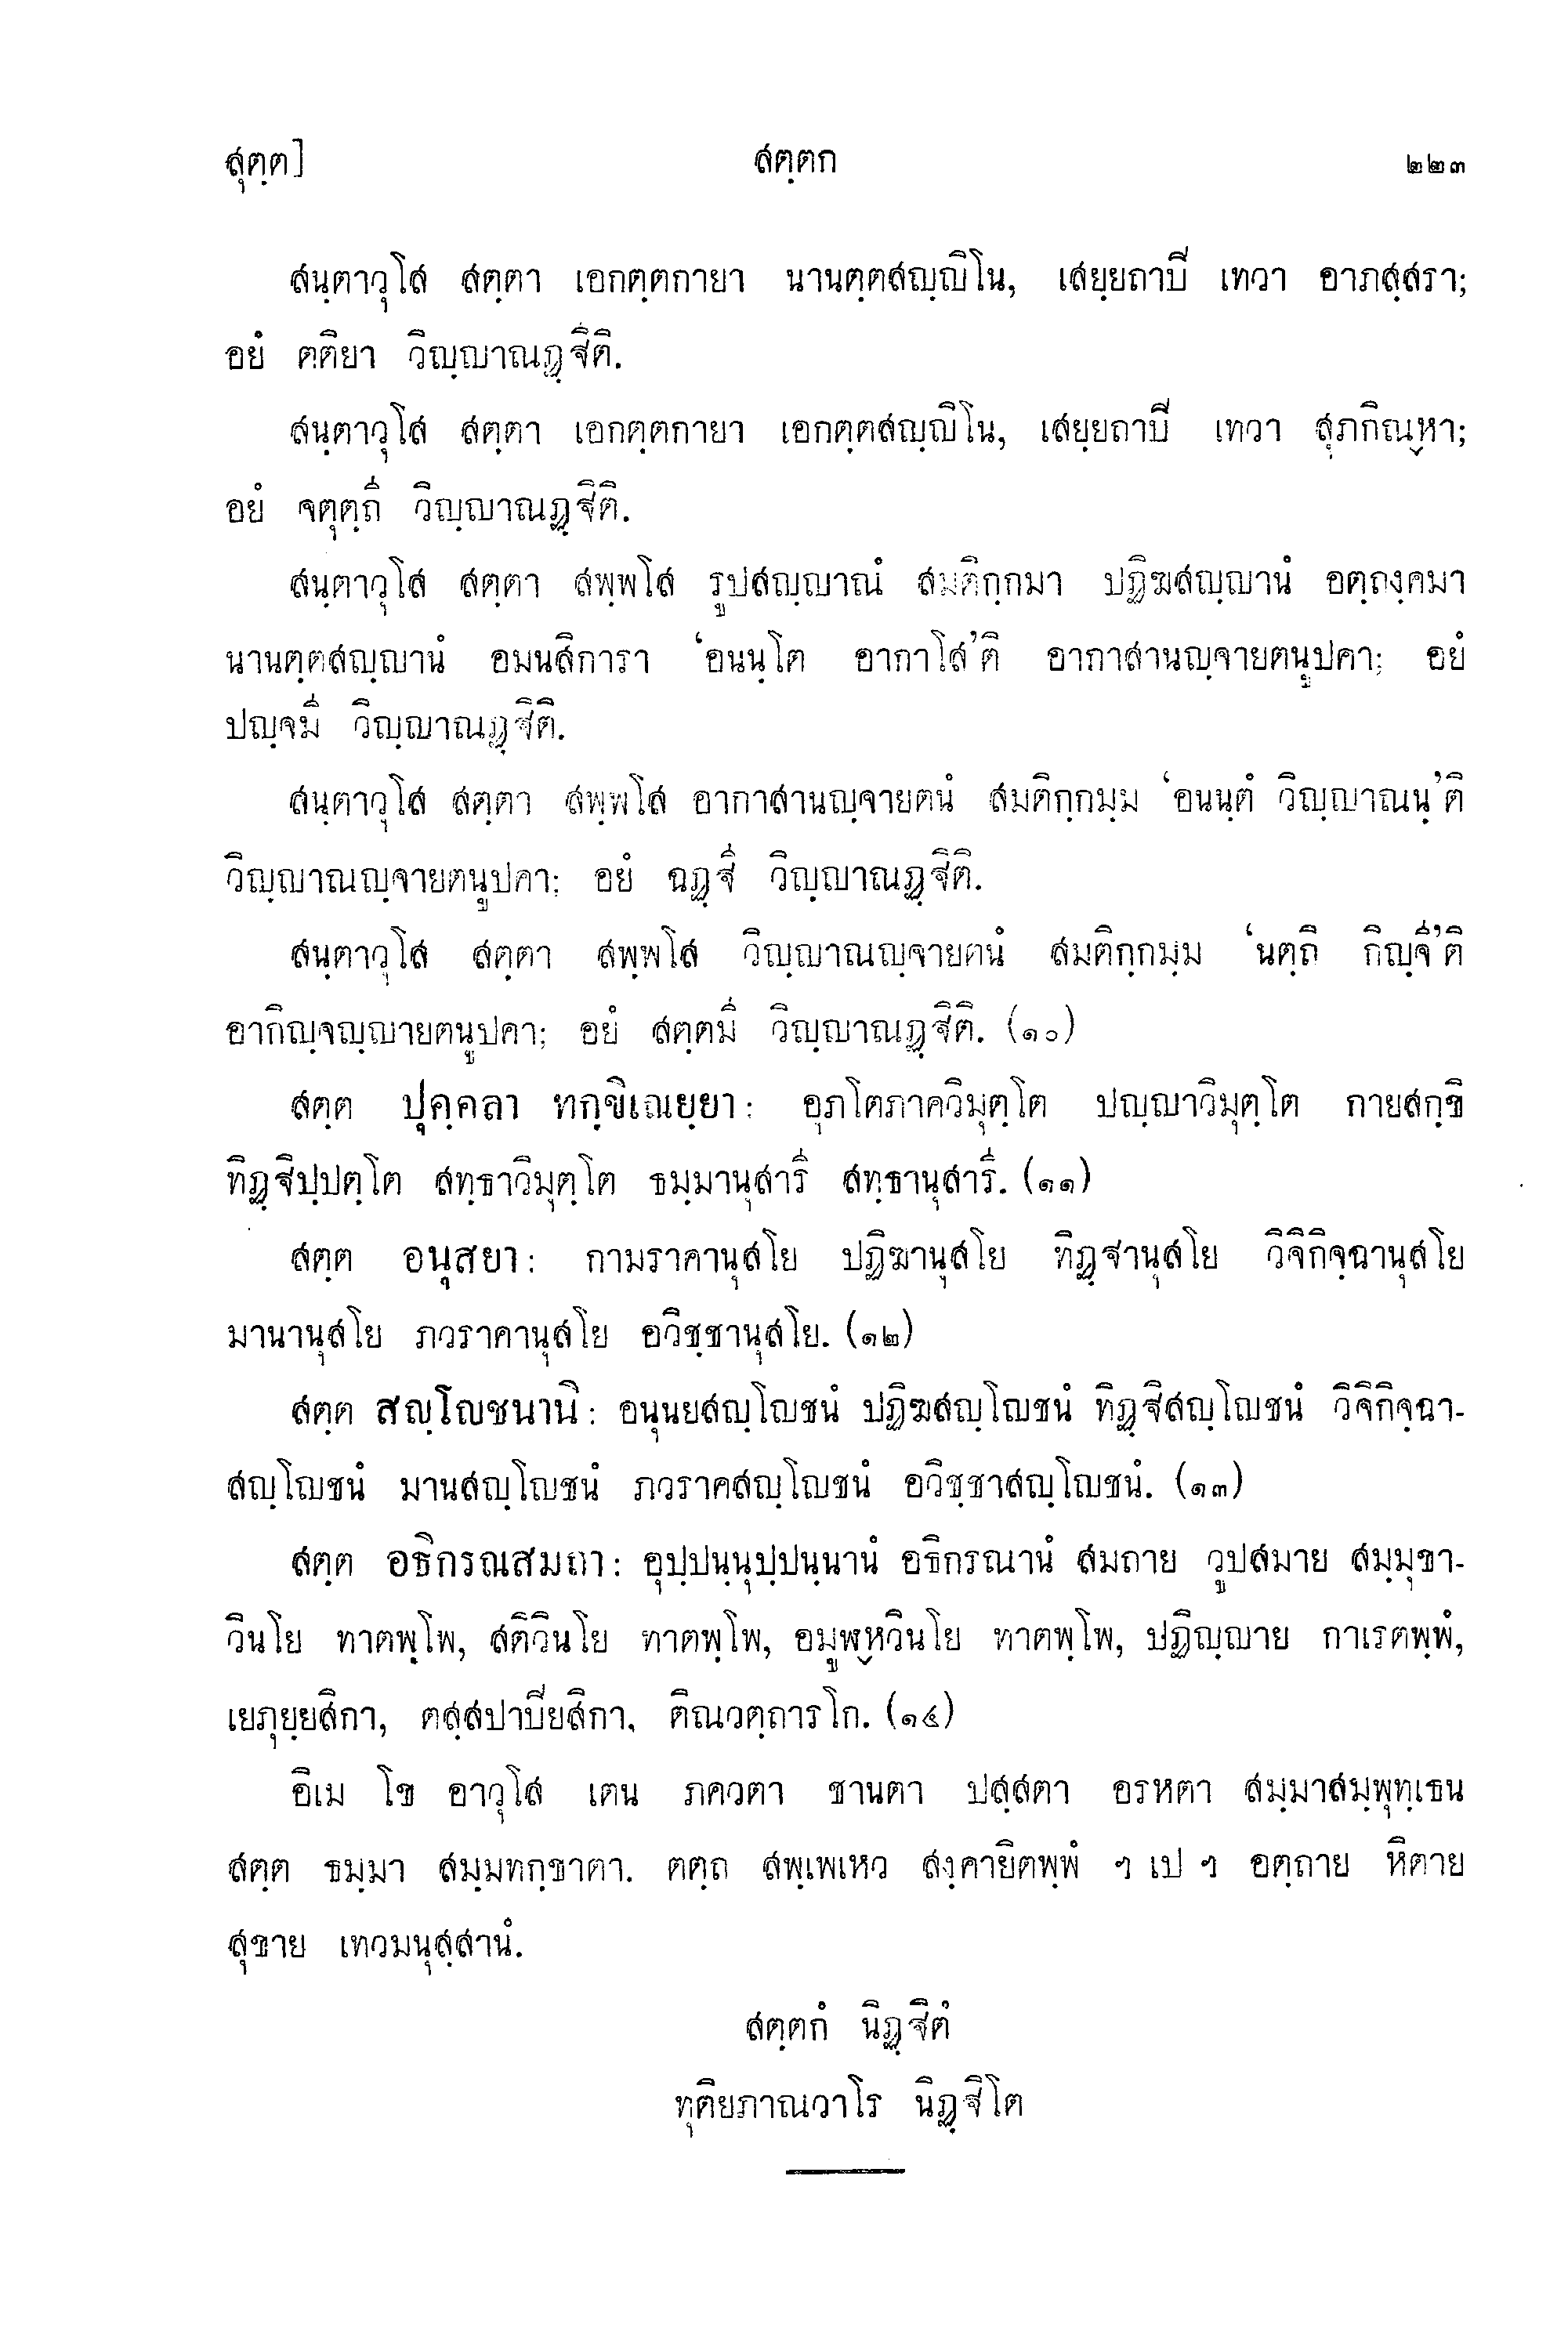 สุตฺต] สตฺตก ๒๒๓
สนฺตาวุโส สตฺตา เอกตฺตกายา นานตฺตสญฺญิโน, เสยฺยถาปี เทวา อาภสฺสรา;
อยํ ตติยา วิญฺญาณฏฺฐิติ.
สนฺตาวุโส สตฺตา เอกตฺตกายา เอกตฺตสญฺญิโน, เสยฺยถาปี เทวา สุภกิณฺหา;
อยํ จตุตฺถี วิญฺญาณฏฺฐิติ.
สนฺตาวุโส สตฺตา สพฺพโส รูปสญฺญาณํ สมติกฺกมา ปฏิฆสญฺญานํ อตฺถงฺคมา
นานตฺตสญฺญานํ อมนสิการา ‘อนนฺโต อากาโส’ติ อากาสานญฺจายตนูปคา; อยํ
ปญฺจมี วิญฺญาณฏฺฐิติ.
สนฺตาวุโส สตฺตา สพฺพโส อากาสานญฺจายตนํ สมติกฺกมฺม ‘อนนฺตํ วิญฺญาณนฺ’ติ
วิญฺญาณญฺจายตนูปคา; อยํ ฉฏฺฐี วิญฺญาณฏฺฐิติ.
สนฺตาวุโส สตฺตา สพฺพโส วิญฺญาณญฺจายตนํ สมติกฺกมฺม ‘นตฺถิ กิญฺจี’ติ
อากิญฺจญฺญายตนูปคา; อยํ สตฺตมี วิญฺญาณฏฺฐิติ. (๑๐)
สตฺต ปุคฺคลา ทกฺขิเณยฺยา: อุภโตภาควิมุตฺโต ปญฺญาวิมุตฺโต กายสกฺขิ
ทิฏฺฐิปฺปตฺโต สทฺธาวิมุตฺโต ธมฺมานุสารี สทฺธานุสารี. (๑๑)
สตฺต อนุสยา: กามราคานุสโย ปฏิฆานุสโย ทิฏฺฐานุสโย วิจิกิจฺฉานุสโย
มานานุสโย ภวราคานุสโย อวิชฺชานุสโย. (๑๒)
สตฺต สญฺโญชนานิ: อนุนยสญฺโญชนํ ปฏิฆสญฺโญชนํ ทิฏฺฐิสญฺโญชนํ วิจิกิจฺฉา-
สญฺโญชนํ มานสญฺโญชนํ ภวราคสญฺโญชนํ อวิชฺชาสญฺโญชนํ. (๑๓)
สตฺต อธิกรณสมถา: อุปฺปนฺนุปฺปนฺนานํ อธิกรณานํ สมถาย วูปสมาย สมฺมุขา-
วินโย ทาตพฺโพ, สติวินโย ทาตพฺโพ, อมูฬฺหวินโย ทาตพฺโพ, ปฏิญฺญาย กาเรตพฺพํ,
เยภุยฺยสิกา, ตสฺสปาปิยสิกา, ติณวตฺถารโก. (๑๔)
อิเม โข อาวุโส เตน ภควตา ชานตา ปสฺสตา อรหตา สมฺมาสมฺพุทฺเธน
สตฺต ธมฺมา สมฺมทกฺขาตา. ตตฺถ สพฺเพเหว สงฺคายิตพฺพํ ฯ เป ฯ อตฺถาย หิตาย
สุขาย เทวมนุสฺสานํ.
สตฺตกํ นิฏฺฐิตํ
ทุติยภาณวาโร นิฏฺฐิโต